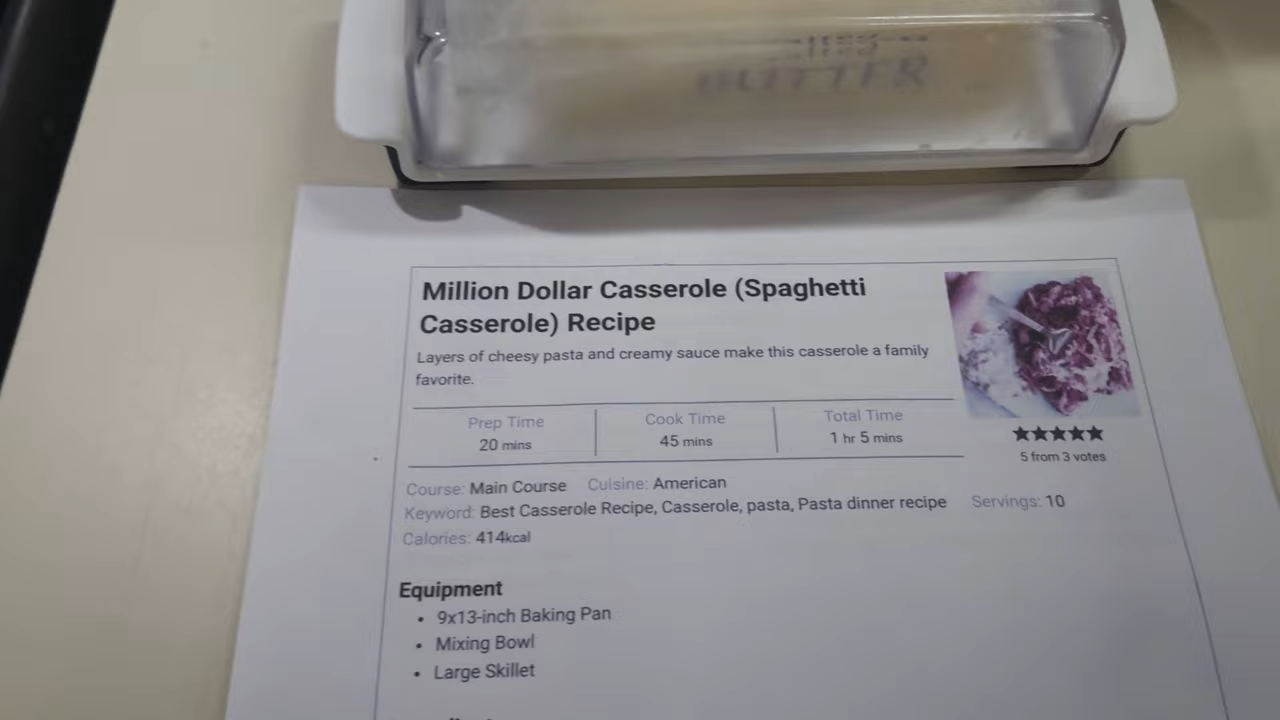 BUTTER
Million Dollar Casserole (Spaghetti
Casserole) Recipe
Layers of cheesy pasta and creamy sauce make this casserole a family
favorite.
Prep Time Cook Time Total Time
20 mins 45 mins 1 hr 5 mins
5 from 3 votes
Course: Main Course Cuisine: American
Keyword: Best Casserole Recipe, Casserole, pasta, Pasta dinner recipe Servings: 10
Calories: 414kcal
Equipment
• 9x13-inch Baking Pan
• Mixing Bowl
• Large Skillet